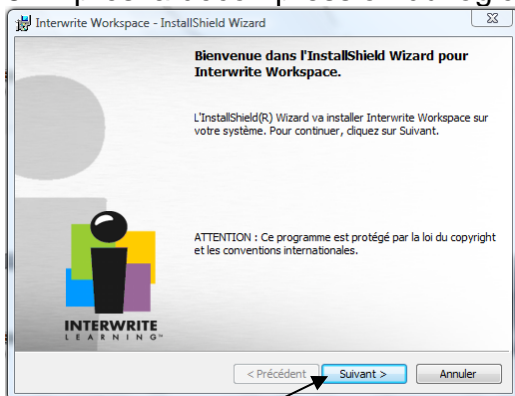 Interwrite Workspace - InstallShield Wizard
Bienvenue dans l'InstallShield Wizard pour
Interwrite Workspace.
L'InstallShield(R) Wizard va installer Interwrite Workspace sur
votre système. Pour continuer, cliquez sur Suivant.
ATTENTION : Ce programme est protégé par la loi du copyright
et les conventions internationales.
INTERWRITE
LEARNING™
< Précédent
Suivant >
Annuler